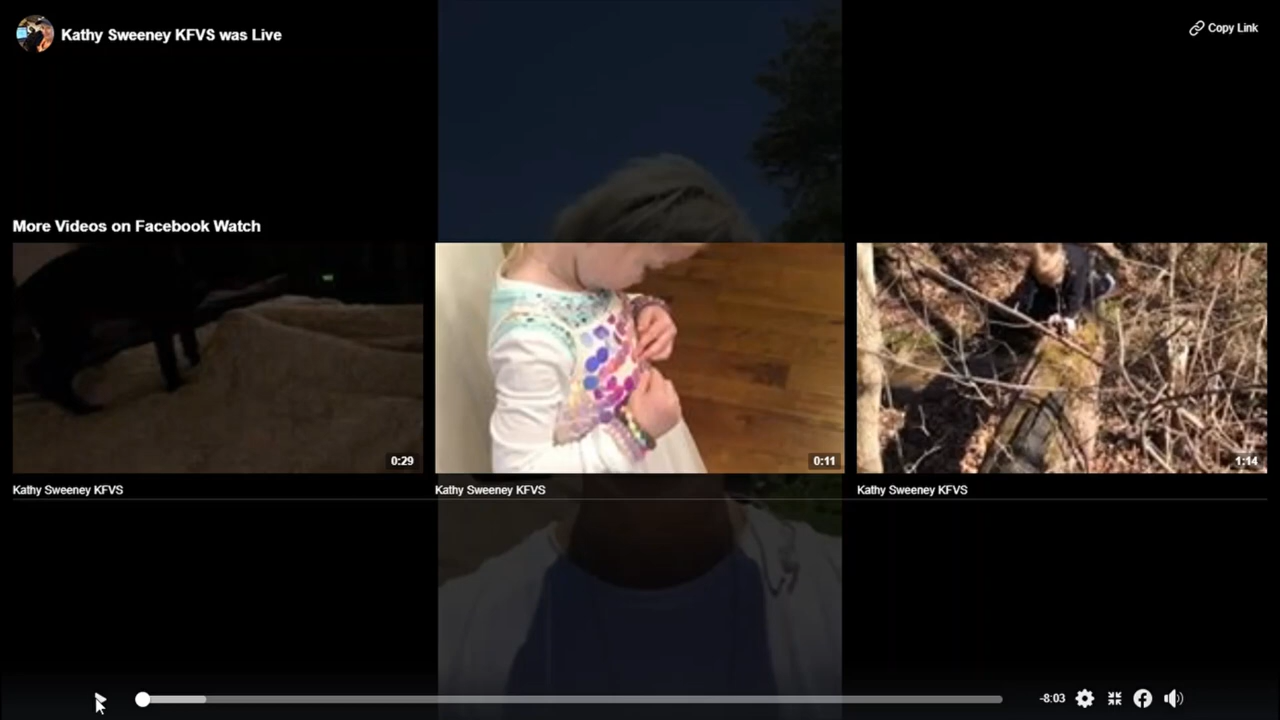 Kathy Sweeney KFVS was Live
Copy Link
More Videos on Facebook Watch
0:29
0:11
1:14
Kathy Sweeney KFVS
Kathy Sweeney KFVS
Kathy Sweeney KFVS
-8:03